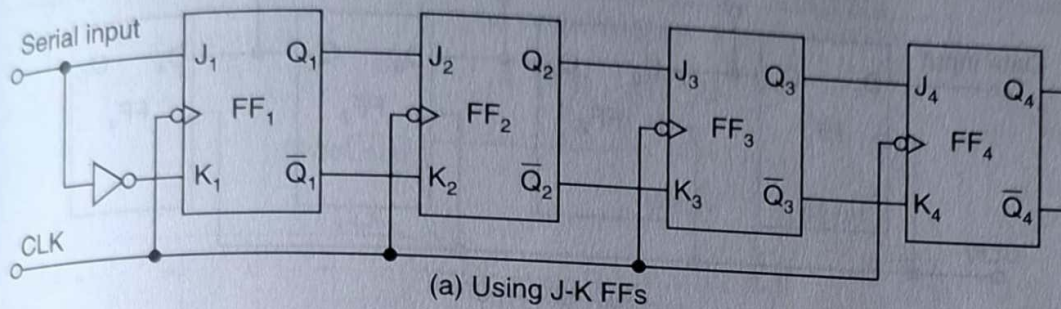 Serial input
J₁ Q₁ J₂ Q₂ J₃ Q₃ J₄ Q₄
FF₁ FF₂ FF₃ FF₄
K₁ Q̅₁ K₂ Q̅₂ K₃ Q̅₃ K₄ Q̅₄
CLK
(a) Using J-K FFs